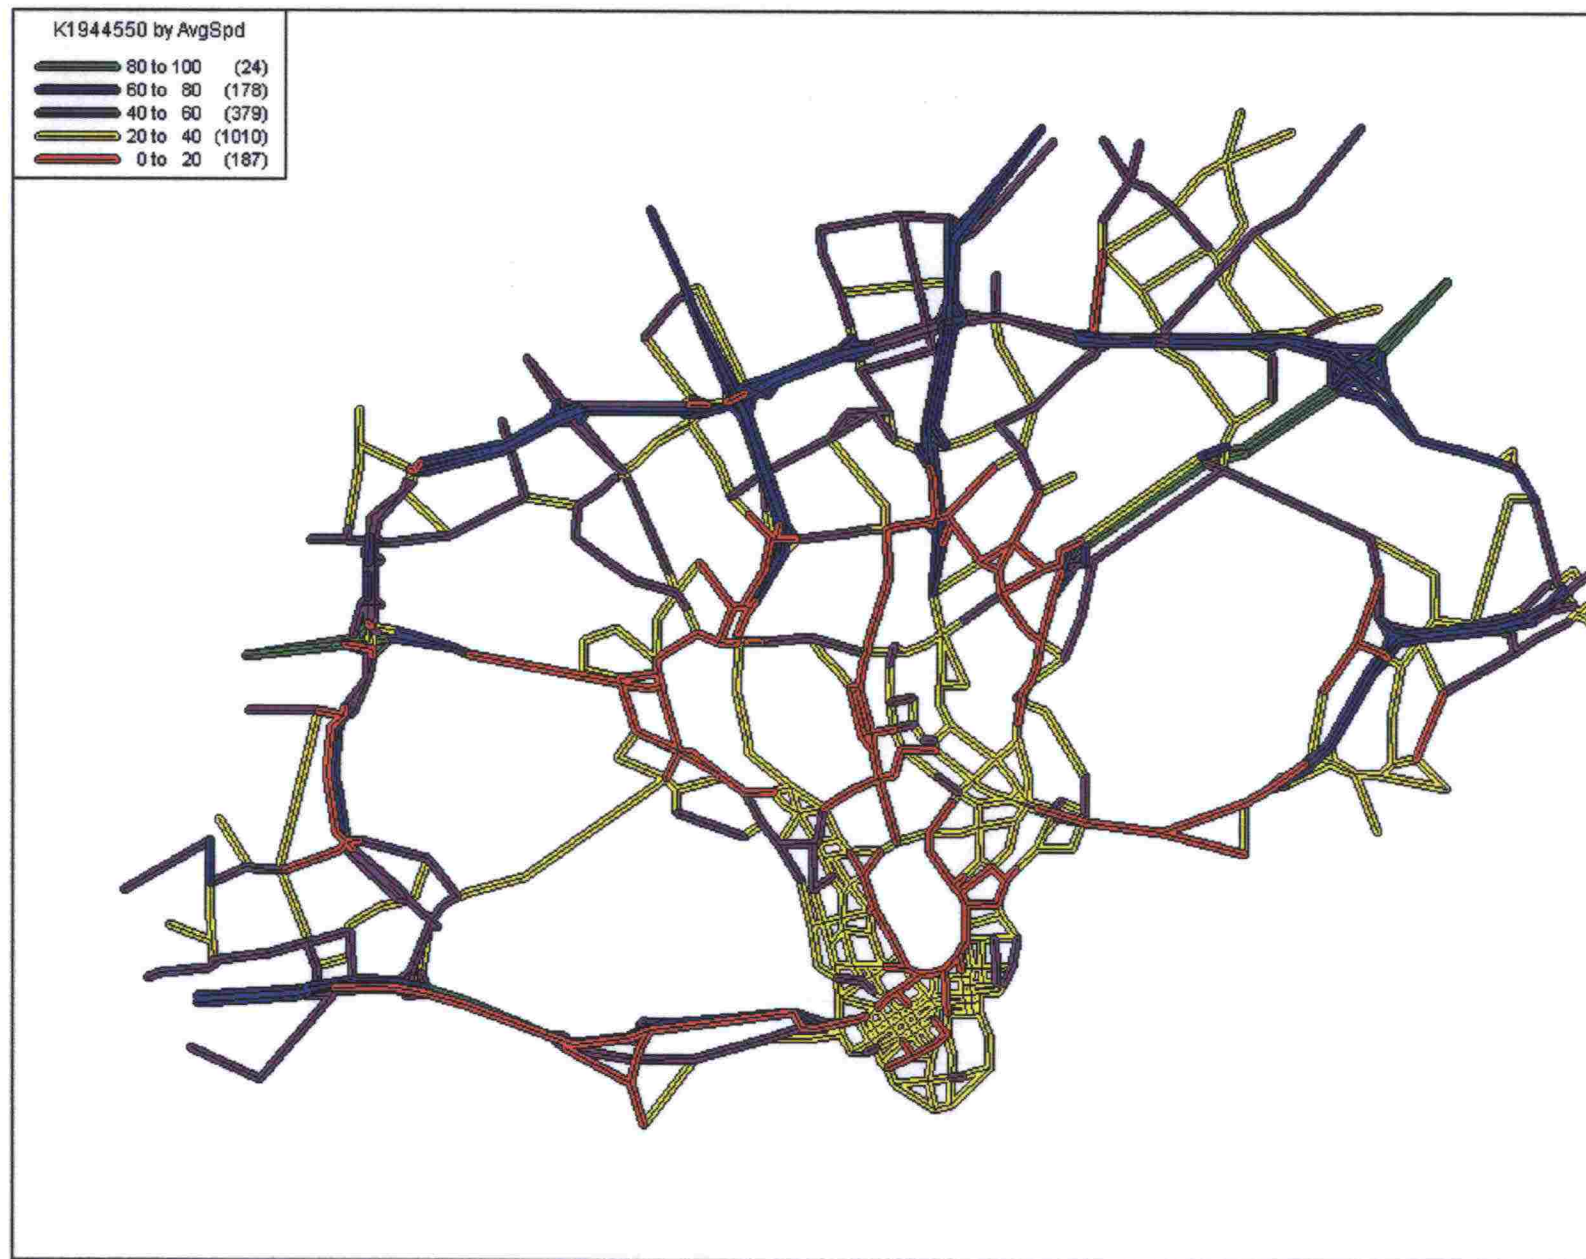 K1944550 by AvgSpd
80 to 100 (24)
60 to 80 (178)
40 to 60 (379)
20 to 40 (1010)
0 to 20 (187)